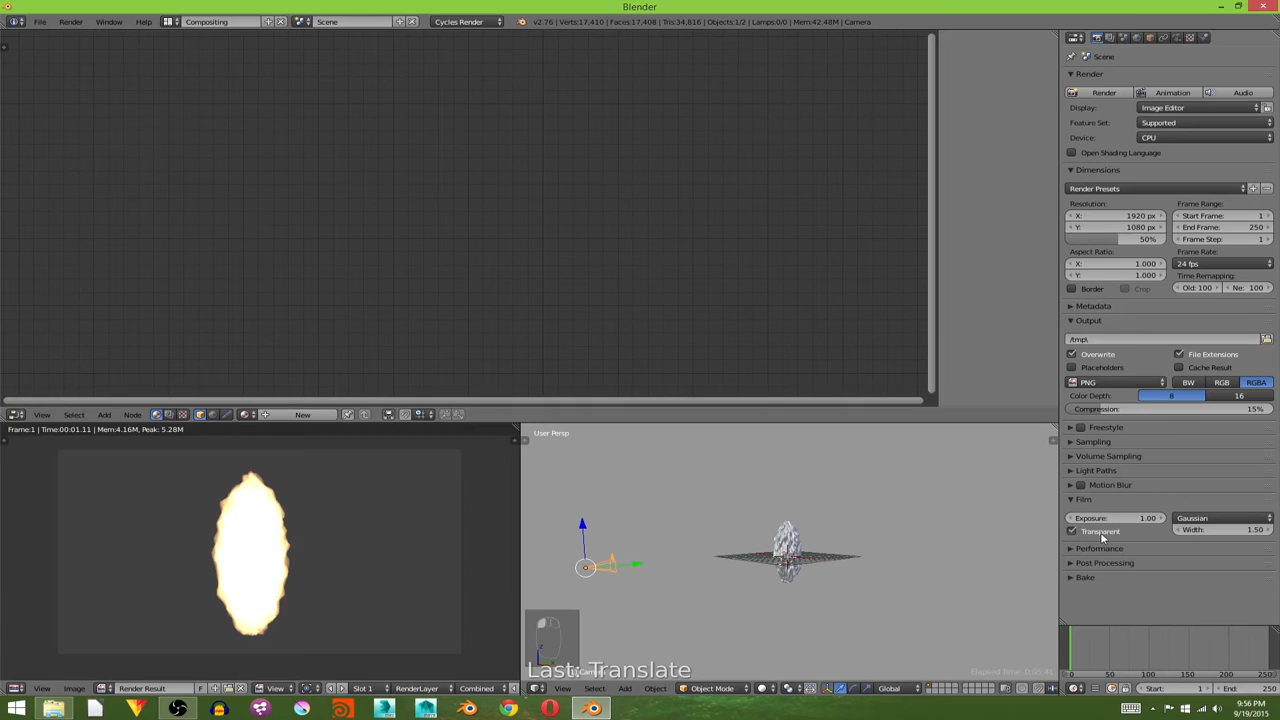 Blender
File Render Window Help Compositing Scene Cycles Render v2.76 | Verts:17,410 | Faces:17,408 | Tris:34,816 | Objects:1/2 | Lamps:0/0 | Mem:42.48M | Camera
Scene
Render
Render Animation Audio
Display: Image Editor
Feature Set: Supported
Device: CPU
Open Shading Language
Dimensions
Render Presets
Resolution: Frame Range:
X: 1920 px Start Frame: 1
Y: 1080 px End Frame: 250
50% Frame Step: 1
Aspect Ratio: Frame Rate:
X: 1.000 24 fps
Y: 1.000 Time Remapping:
Border Crop Old: 100 Ne: 100
Metadata
Output
/tmp\
Overwrite File Extensions
Placeholders Cache Result
PNG BW RGB RGBA
Color Depth: 8 16
Compression: 15%
Freestyle
Sampling
Volume Sampling
Light Paths
Motion Blur
Film
Exposure: 1.00 Gaussian
Transparent Width: 1.50
Performance
Post Processing
Bake
View Select Add Node New
Frame:1 | Time:00:01.11 | Mem:4.16M, Peak: 5.28M
User Persp
Last: Translate
View Image Render Result F View Slot 1 RenderLayer Combined
View Select Add Object Object Mode Global
Start: 1 End: 250
9:56 PM
9/19/2015